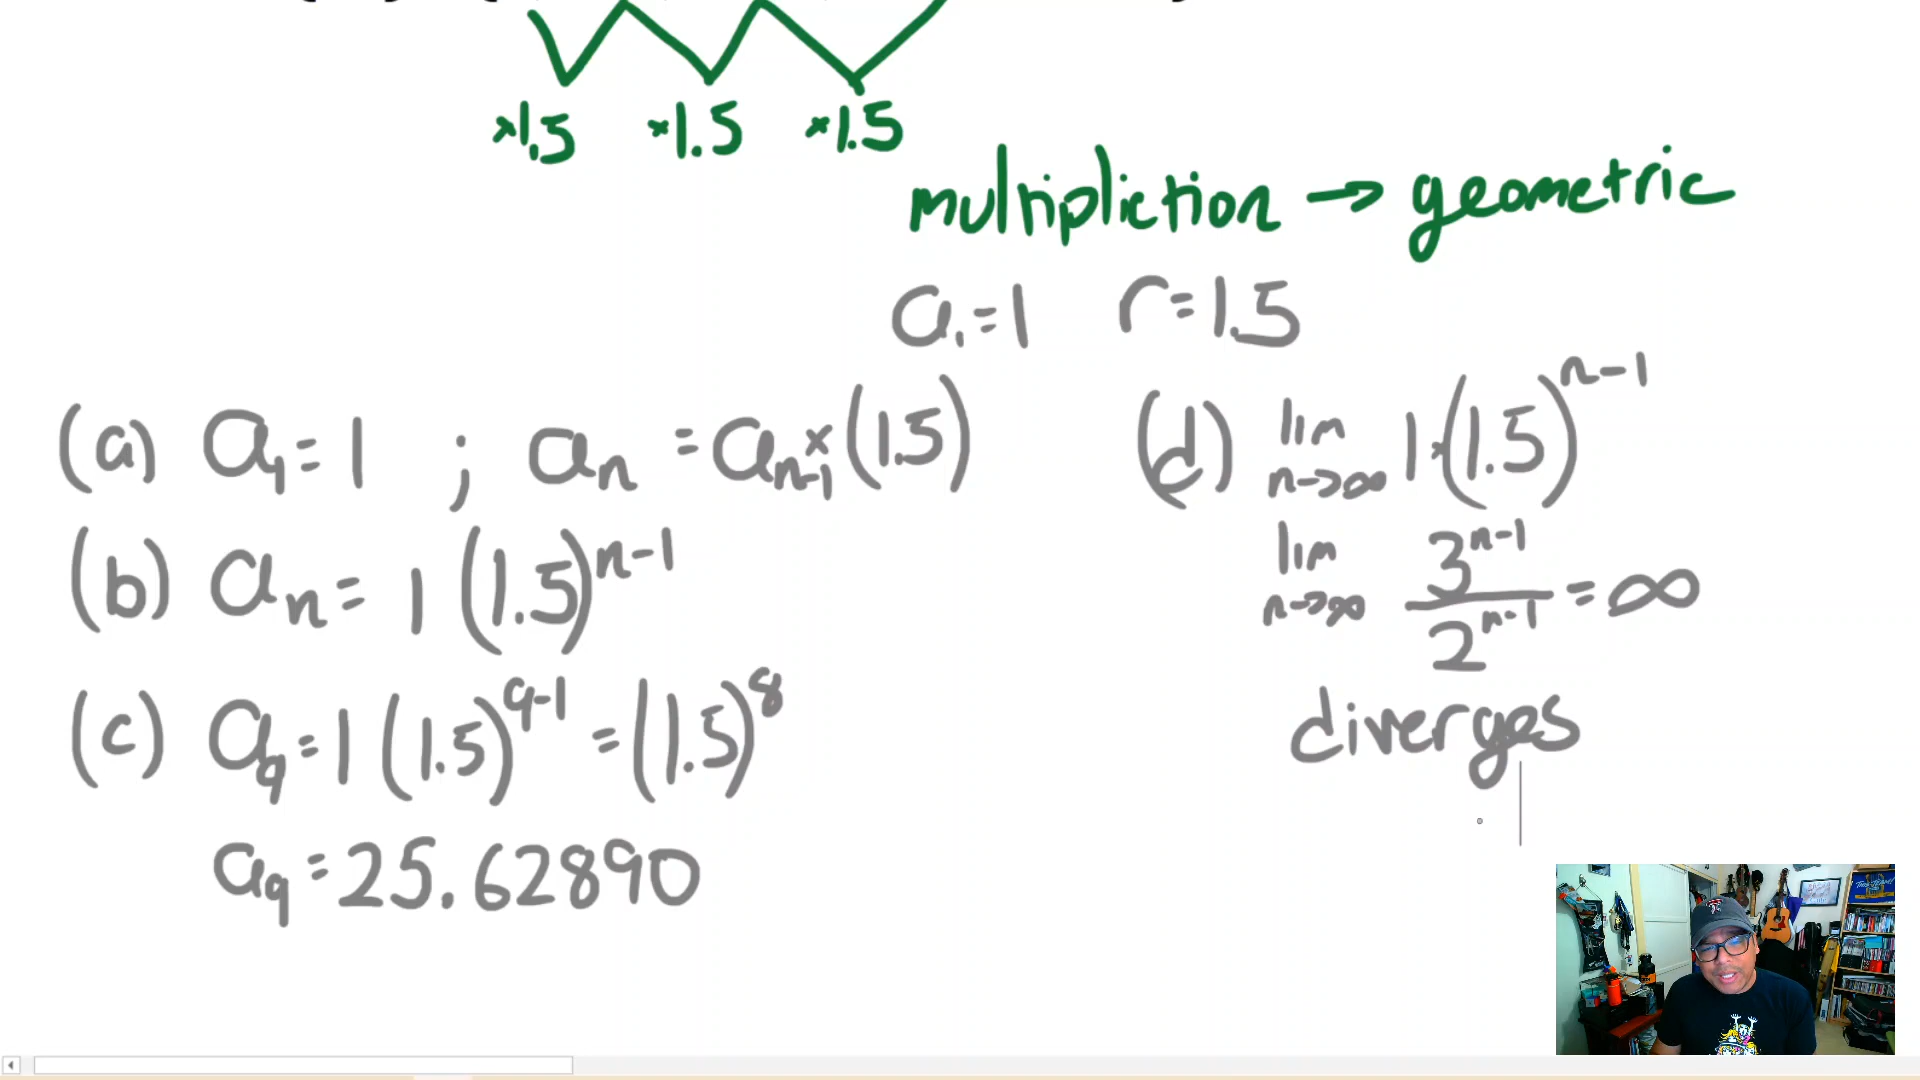 ×1.5 ×1.5 ×1.5
multipliction → geometric
a₁=1 r=1.5
(a) a₁=1 ; aₙ = aₙ₋₁×(1.5)
(b) aₙ= 1 (1.5)ⁿ⁻¹
(c) a₉=1 (1.5)⁹⁻¹ =(1.5)⁸
a₉=25.62890
(d) lim n→∞ 1·(1.5)ⁿ⁻¹
lim n→∞ 3ⁿ⁻¹/2ⁿ⁻¹ = ∞
diverges